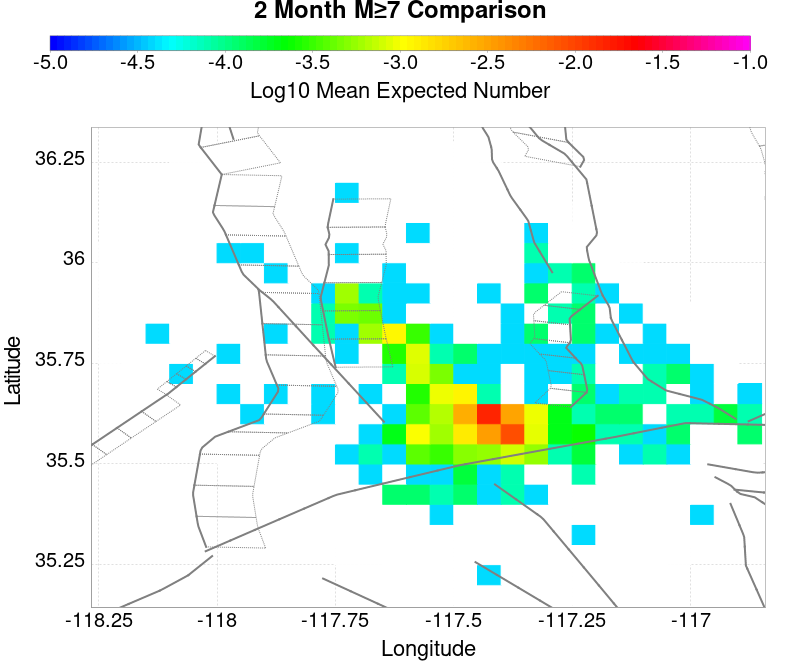 2 Month M≥7 Comparison
-5.0 -4.5 -4.0 -3.5 -3.0 -2.5 -2.0 -1.5 -1.0
Log10 Mean Expected Number
36.25
36
35.75
35.5
35.25
Latitude
-118.25 -118 -117.75 -117.5 -117.25 -117
Longitude